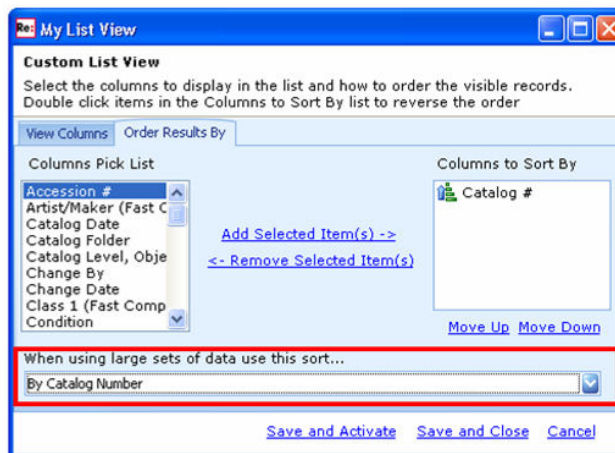 Re: My List View
Custom List View
Select the columns to display in the list and how to order the visible records.
Double click items in the Columns to Sort By list to reverse the order
View Columns Order Results By
Columns Pick List
Accession #
Artist/Maker (Fast C
Catalog Date
Catalog Folder
Catalog Level, Obje
Change By
Change Date
Class 1 (Fast Comp
Condition
Add Selected Item(s) ->
<- Remove Selected Item(s)
Columns to Sort By
Catalog #
Move Up Move Down
When using large sets of data use this sort...
By Catalog Number
Save and Activate Save and Close Cancel